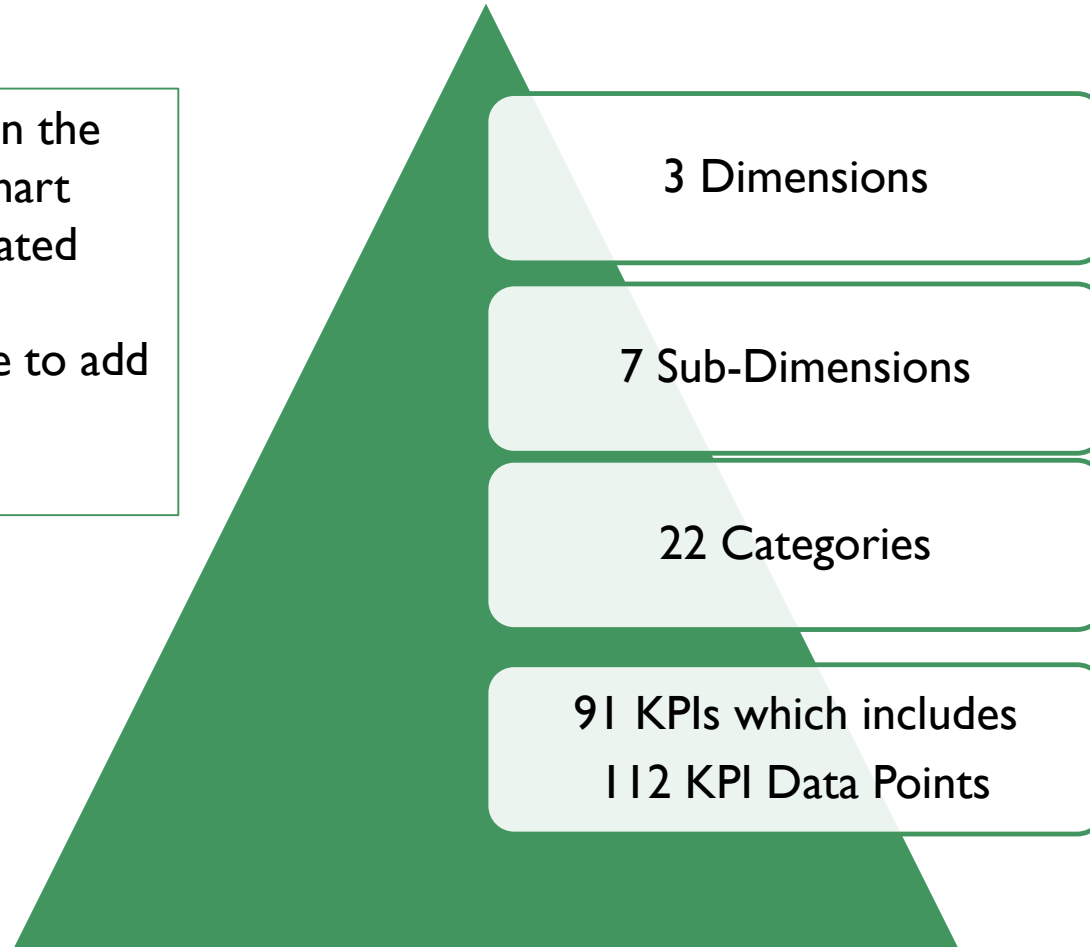 n the
nart
ated
e to add
3 Dimensions
7 Sub-Dimensions
22 Categories
91 KPIs which includes
112 KPI Data Points